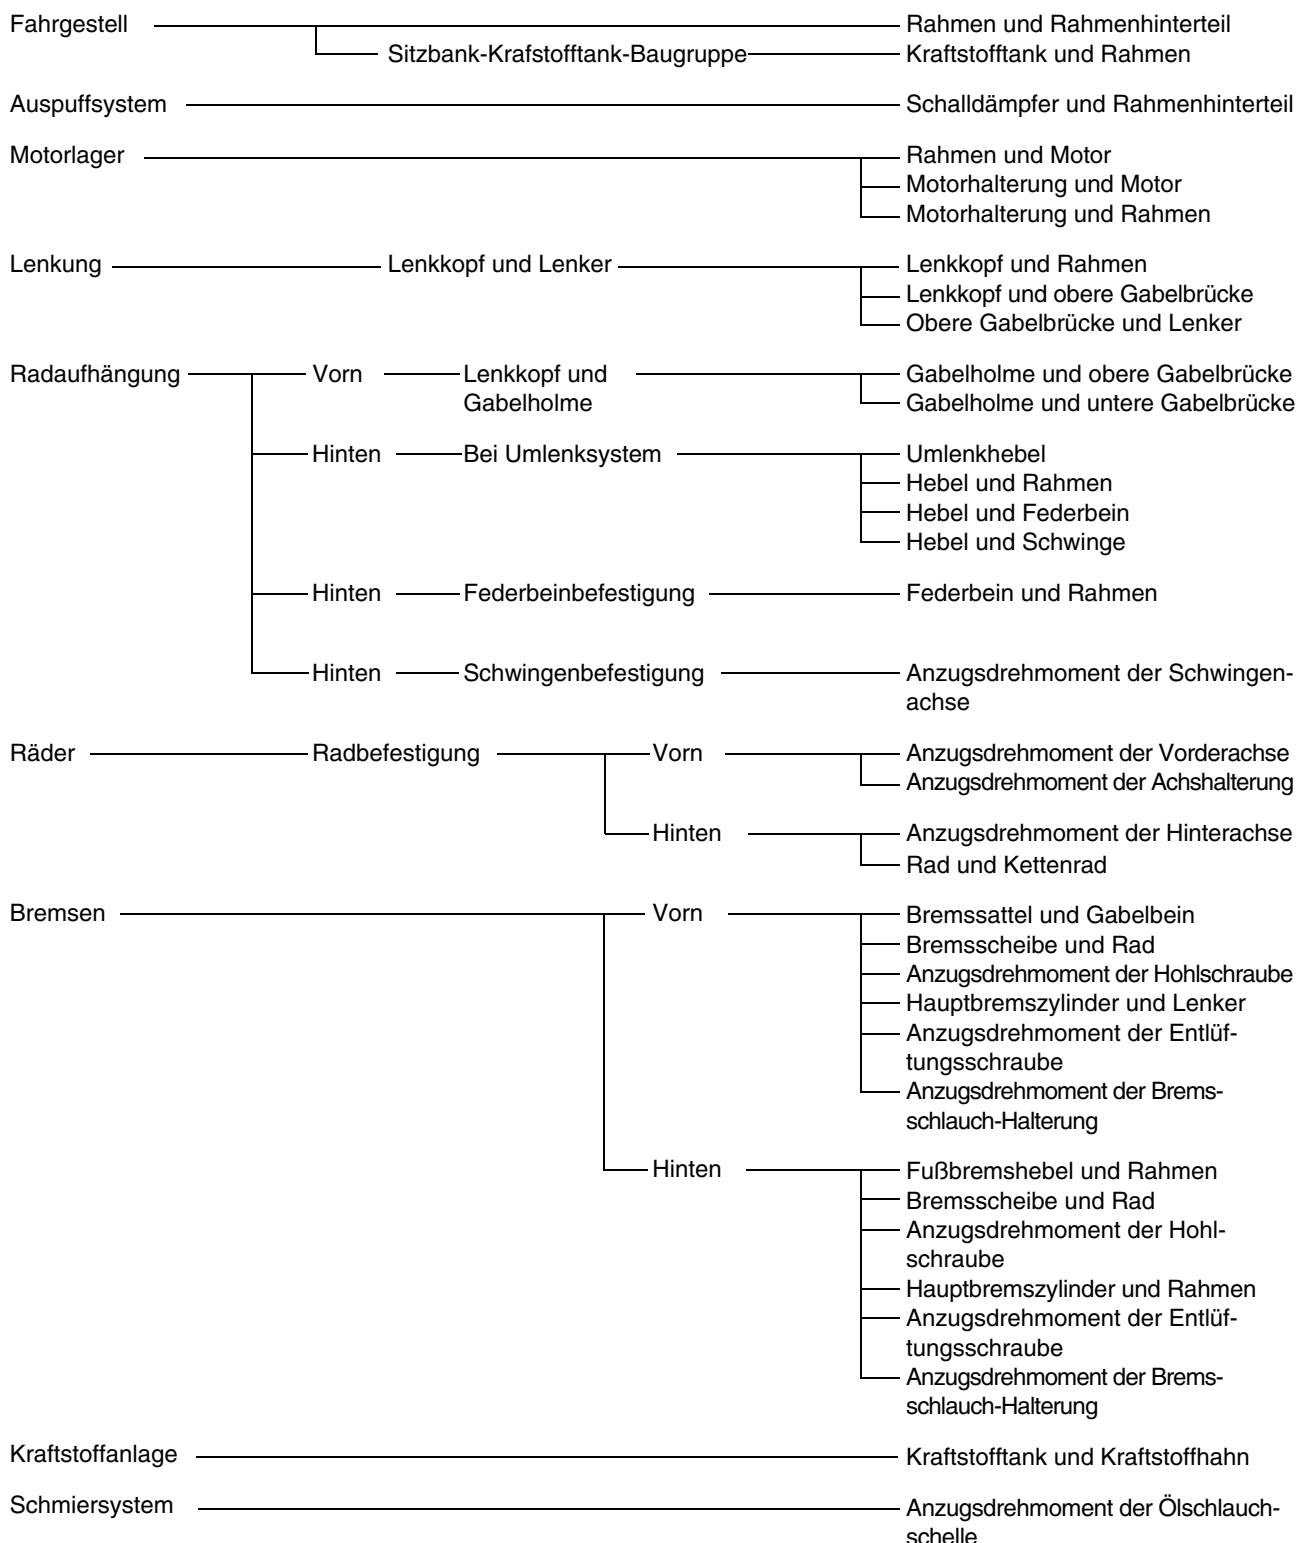 Fahrgestell Rahmen und Rahmenhinterteil
Sitzbank-Krafstofftank-Baugruppe Kraftstofftank und Rahmen
Auspuffsystem Schalldämpfer und Rahmenhinterteil
Motorlager Rahmen und Motor
Motorhalterung und Motor
Motorhalterung und Rahmen
Lenkung Lenkkopf und Lenker Lenkkopf und Rahmen
Lenkkopf und obere Gabelbrücke
Obere Gabelbrücke und Lenker
Radaufhängung Vorn Lenkkopf und Gabelholme und obere Gabelbrücke
Gabelholme Gabelholme und untere Gabelbrücke
Hinten Bei Umlenksystem Umlenkhebel
Hebel und Rahmen
Hebel und Federbein
Hebel und Schwinge
Hinten Federbeinbefestigung Federbein und Rahmen
Hinten Schwingenbefestigung Anzugsdrehmoment der Schwingen-
achse
Räder Radbefestigung Vorn Anzugsdrehmoment der Vorderachse
Anzugsdrehmoment der Achshalterung
Hinten Anzugsdrehmoment der Hinterachse
Rad und Kettenrad
Bremsen Vorn Bremssattel und Gabelbein
Bremsscheibe und Rad
Anzugsdrehmoment der Hohlschraube
Hauptbremszylinder und Lenker
Anzugsdrehmoment der Entlüf-
tungsschraube
Anzugsdrehmoment der Brems-
schlauch-Halterung
Hinten Fußbremshebel und Rahmen
Bremsscheibe und Rad
Anzugsdrehmoment der Hohl-
schraube
Hauptbremszylinder und Rahmen
Anzugsdrehmoment der Entlüf-
tungsschraube
Anzugsdrehmoment der Brems-
schlauch-Halterung
Kraftstoffanlage Kraftstofftank und Kraftstoffhahn
Schmiersystem Anzugsdrehmoment der Ölschlauch-
schelle